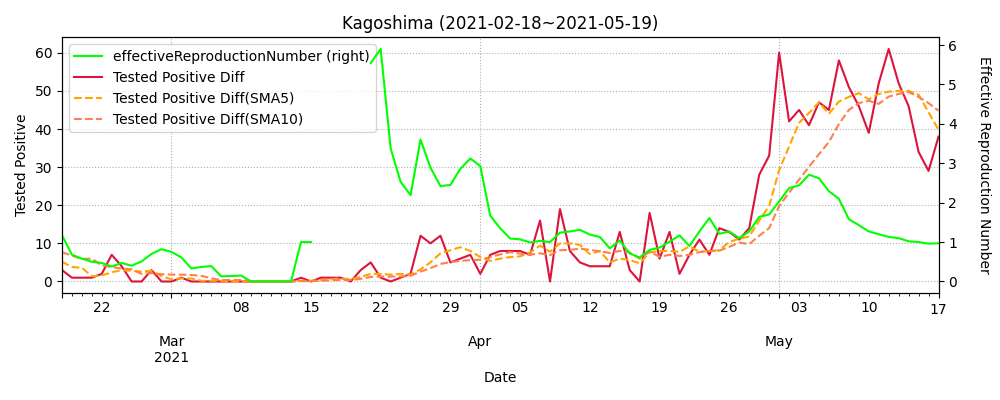 Kagoshima (2021-02-18~2021-05-19)
effectiveReproductionNumber (right)
Tested Positive Diff
Tested Positive Diff(SMA5)
Tested Positive Diff(SMA10)
Tested Positive
60
50
40
30
20
10
0
6
5
4
3
2
1
0
Effective Reproduction Number
22 08 15 22 29 05 12 19 26 03 10 17
Mar Apr May
2021
Date